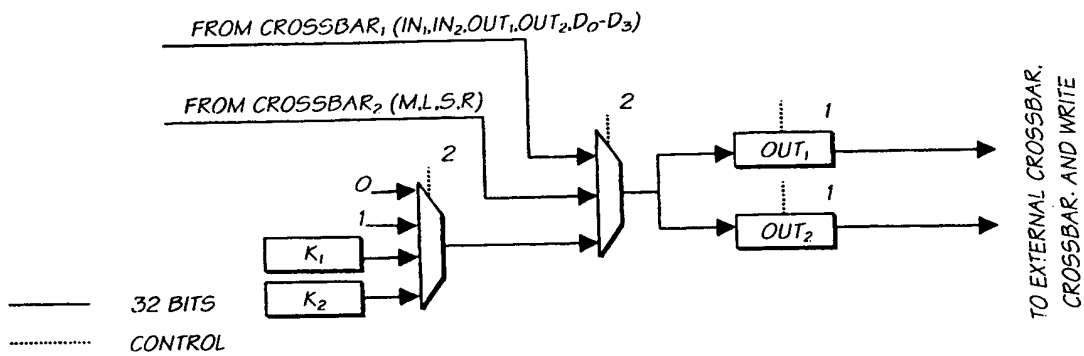 FROM CROSSBAR₁ (IN₁.IN₂.OUT₁.OUT₂.D₀-D₃)
FROM CROSSBAR₂ (M.L.S.R)
2
2
0
1
K₁
K₂
1
OUT₁
1
OUT₂
TO EXTERNAL CROSSBAR.
CROSSBAR. AND WRITE
32 BITS
CONTROL